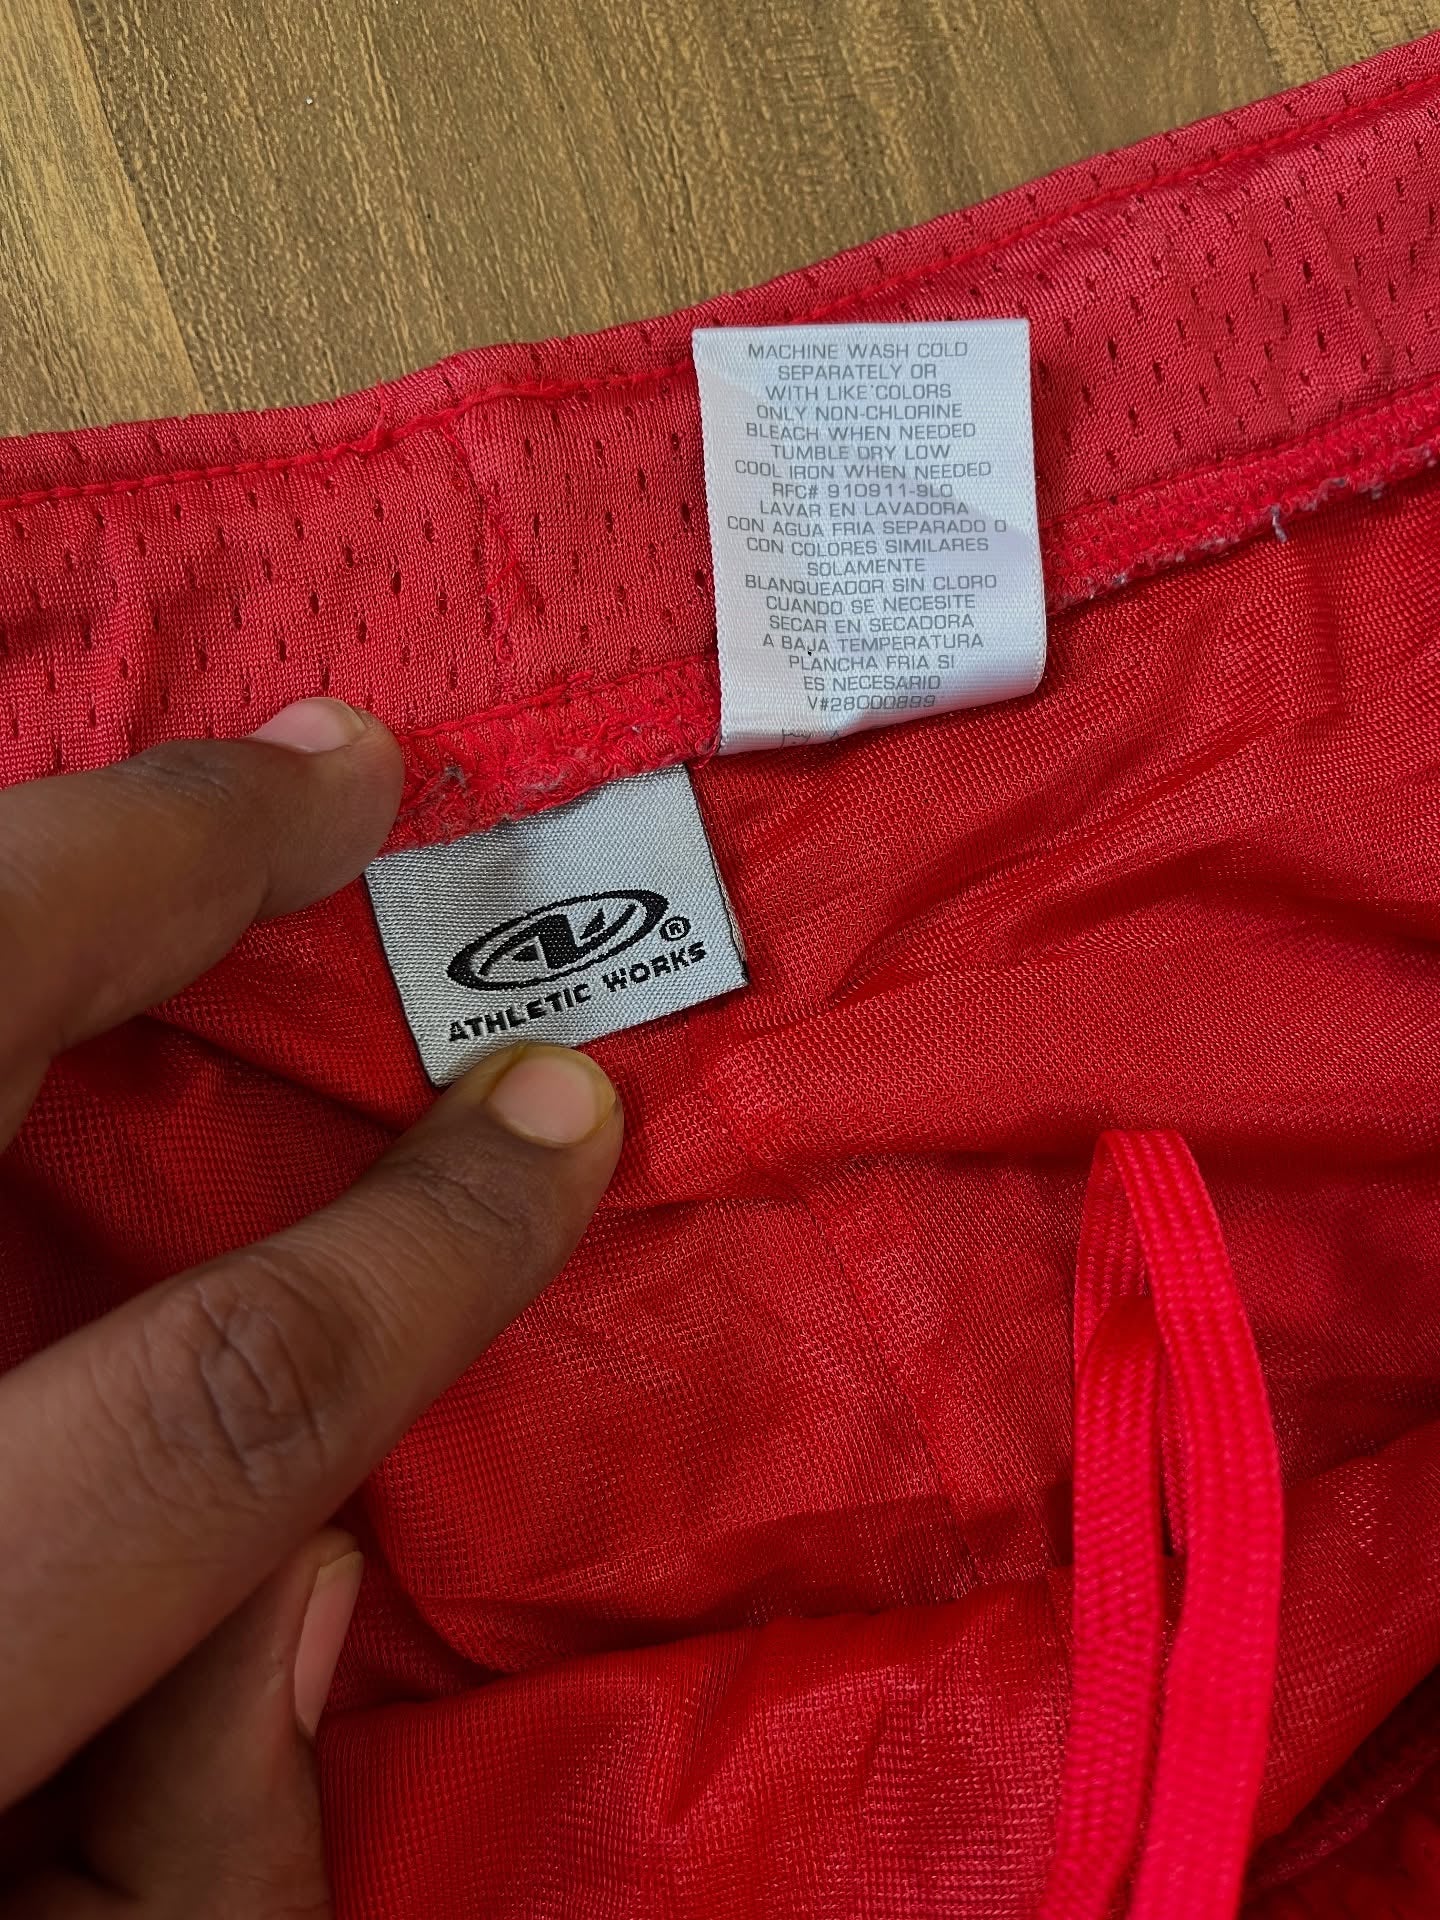 MACHINE WASH COLD
SEPARATELY OR
WITH LIKE COLORS
ONLY NON-CHLORINE
BLEACH WHEN NEEDED
TUMBLE DRY LOW
COOL IRON WHEN NEEDED
RFC# 910911-9LO
LAVAR EN LAVADORA
CON AGUA FRIA SEPARADO O
CON COLORES SIMILARES
SOLAMENTE
BLANQUEADOR SIN CLORO
CUANDO SE NECESITE
SECAR EN SECADORA
A BAJA TEMPERATURA
PLANCHA FRIA SI
ES NECESARIO
V#28000899
AW ®
ATHLETIC WORKS